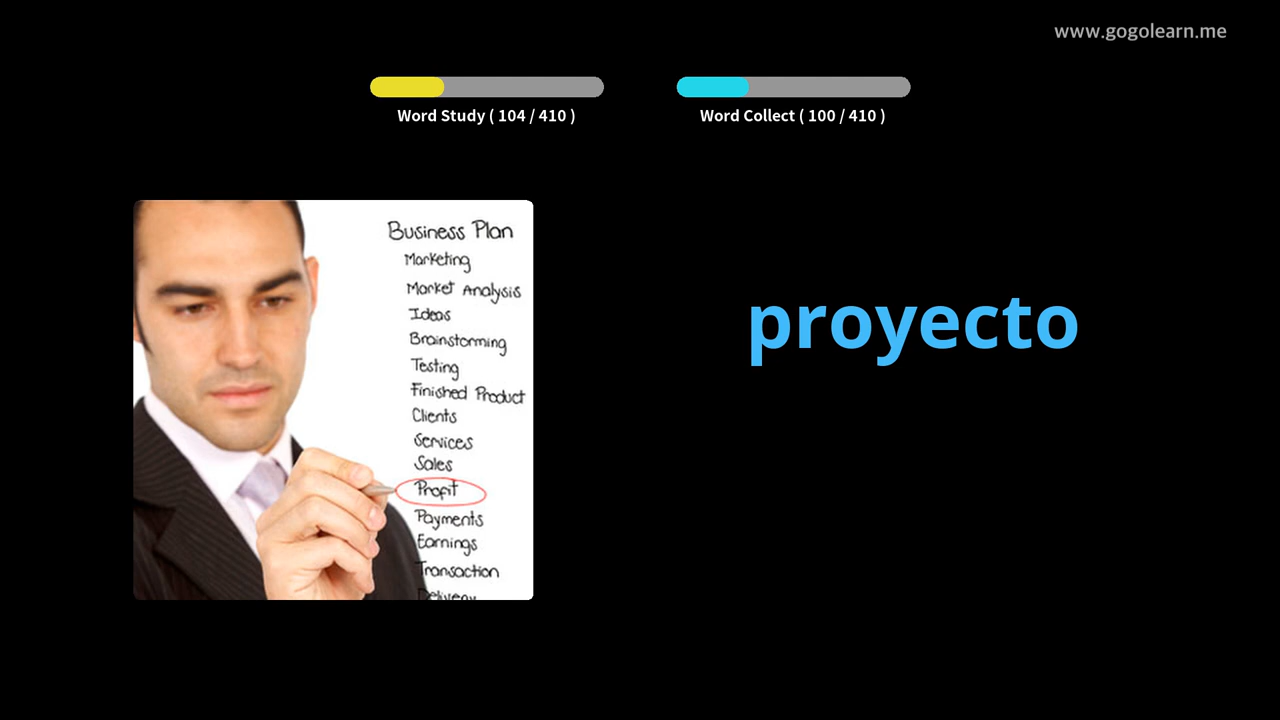 www.gogolearn.me
Word Study ( 104 / 410 )
Word Collect ( 100 / 410 )
Business Plan
Marketing
Market Analysis
Ideas
Brainstorming
Testing
Finished Product
Clients
Services
Sales
Profit
Payments
Earnings
Transaction
Delivery
proyecto